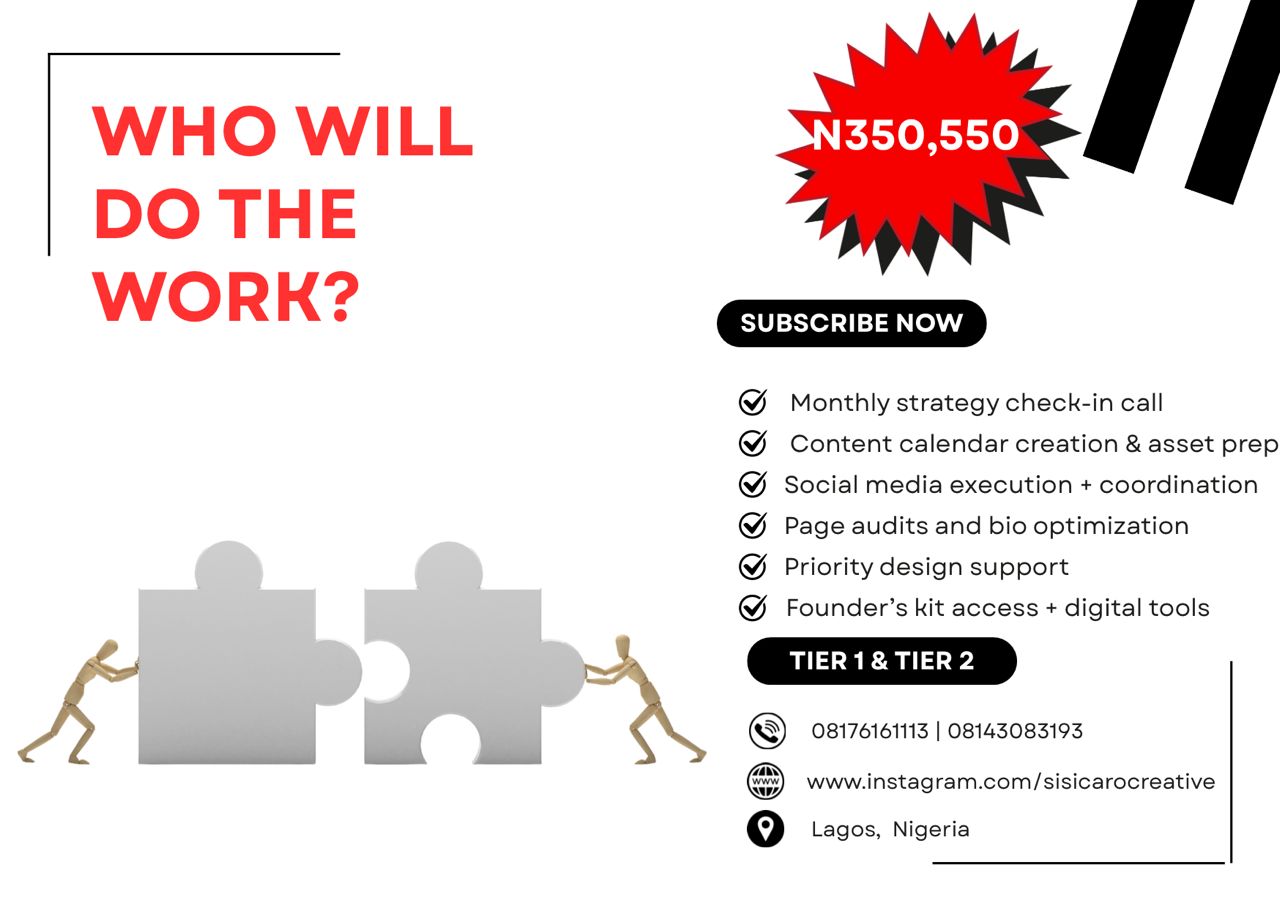 WHO WILL
DO THE
WORK?
N350,550
SUBSCRIBE NOW
Monthly strategy check-in call
Content calendar creation & asset prep
Social media execution + coordination
Page audits and bio optimization
Priority design support
Founder’s kit access + digital tools
TIER 1 & TIER 2
08176161113 | 08143083193
www
www.instagram.com/sisicarocreative
Lagos, Nigeria